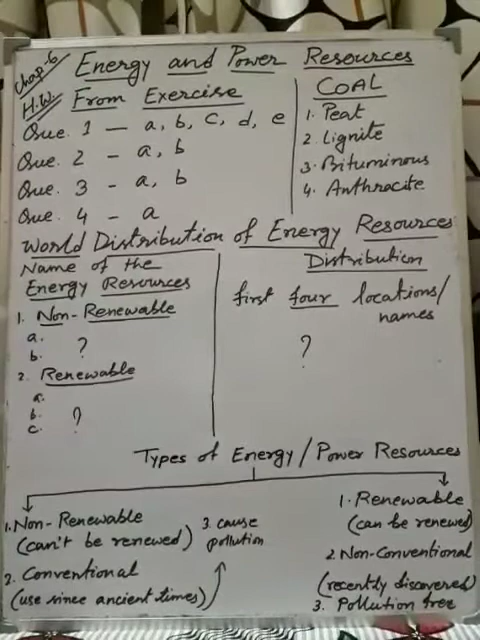 Chap. 6
Energy and Power Resources
H.W.
From Exercise
Que. 1 - a, b, c, d, e
Que. 2 - a, b
Que. 3 - a, b
Que. 4 - a
COAL
1. Peat
2. Lignite
3. Bituminous
4. Anthracite
World Distribution of Energy Resources
Name of the
Energy Resources
1. Non-Renewable
a.
b. ?
2. Renewable
a.
b. ?
c.
Distribution
first four locations/
names
?
Types of Energy/Power Resources
1. Non-Renewable
(can't be renewed)
2. Conventional
(use since ancient times)
3. cause
pollution
1. Renewable
(can be renewed)
2. Non-Conventional
(recently discovered)
3. Pollution free